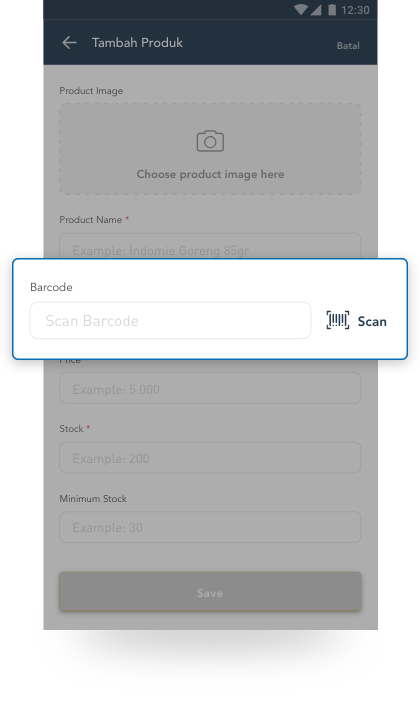 12:30
Tambah Produk
Batal
Product Image
Choose product image here
Product Name *
Example: Indomie Goreng 85gr
Barcode
Scan Barcode
Scan
Price
Example: 5.000
Stock *
Example: 200
Minimum Stock
Example: 30
Save